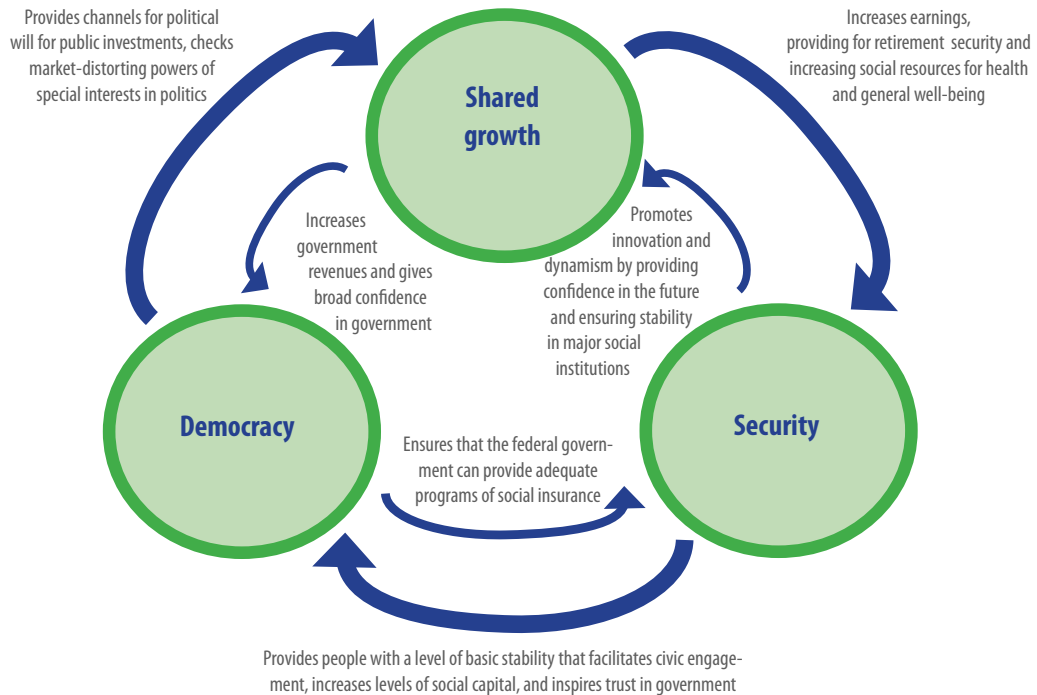 Provides channels for political
will for public investments, checks
market-distorting powers of
special interests in politics
Increases earnings,
providing for retirement security and
increasing social resources for health
and general well-being
Shared
growth
Increases
government
revenues and gives
broad confidence
in government
Promotes
innovation and
dynamism by providing
confidence in the future
and ensuring stability
in major social
institutions
Democracy
Security
Ensures that the federal govern-
ment can provide adequate
programs of social insurance
Provides people with a level of basic stability that facilitates civic engage-
ment, increases levels of social capital, and inspires trust in government